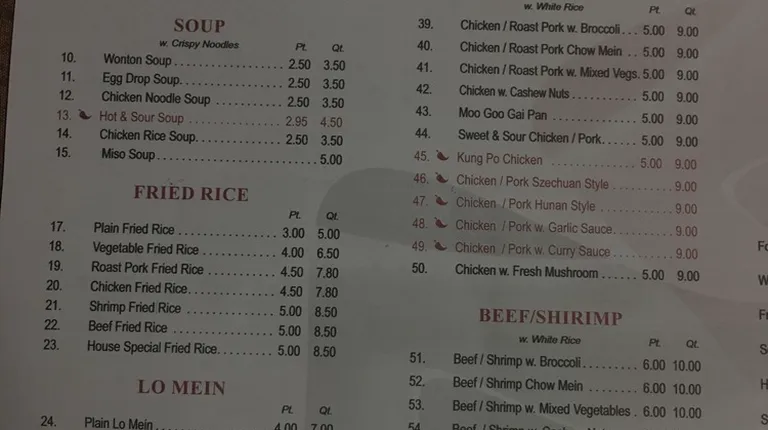 SOUP
w. Crispy Noodles Pt. Qt.
10. Wonton Soup . . . . . . . . . . . . . . . . . 2.50 3.50
11. Egg Drop Soup. . . . . . . . . . . . . . . . 2.50 3.50
12. Chicken Noodle Soup . . . . . . . . . . . 2.50 3.50
13. Hot & Sour Soup . . . . . . . . . . . . . . 2.95 4.50
14. Chicken Rice Soup. . . . . . . . . . . . . 2.50 3.50
15. Miso Soup . . . . . . . . . . . . . . . . . . . . . . . . 5.00
FRIED RICE
Pt. Qt.
17. Plain Fried Rice . . . . . . . . . . . . . . . 3.00 5.00
18. Vegetable Fried Rice . . . . . . . . . . . . 4.00 6.50
19. Roast Pork Fried Rice . . . . . . . . . . . 4.50 7.80
20. Chicken Fried Rice. . . . . . . . . . . . . . 4.50 7.80
21. Shrimp Fried Rice . . . . . . . . . . . . . . 5.00 8.50
22. Beef Fried Rice . . . . . . . . . . . . . . . . 5.00 8.50
23. House Special Fried Rice. . . . . . . . . 5.00 8.50
LO MEIN
Pt. Qt.
24. Plain Lo Mein . . . . . . . . . . . . . . . . . 4.00 7.00
w. White Rice Pt. Qt.
39. Chicken / Roast Pork w. Broccoli . . . 5.00 9.00
40. Chicken / Roast Pork Chow Mein . . . 5.00 9.00
41. Chicken / Roast Pork w. Mixed Vegs. 5.00 9.00
42. Chicken w. Cashew Nuts . . . . . . . . . . . 5.00 9.00
43. Moo Goo Gai Pan . . . . . . . . . . . . . . 5.00 9.00
44. Sweet & Sour Chicken / Pork. . . . . . 5.00 9.00
45. Kung Po Chicken . . . . . . . . . . . . . 5.00 9.00
46. Chicken / Pork Szechuan Style . . . . . . . . . . 9.00
47. Chicken / Pork Hunan Style . . . . . . . . . . . . 9.00
48. Chicken / Pork w. Garlic Sauce. . . . . . . . . . 9.00
49. Chicken / Pork w. Curry Sauce . . . . . . . . . . 9.00
50. Chicken w. Fresh Mushroom . . . . . . 5.00 9.00
BEEF/SHIRIMP
w. White Rice Pt. Qt.
51. Beef / Shrimp w. Broccoli . . . . . . . . . 6.00 10.00
52. Beef / Shrimp Chow Mein . . . . . . . . 6.00 10.00
53. Beef / Shrimp w. Mixed Vegetables . 6.00 10.00